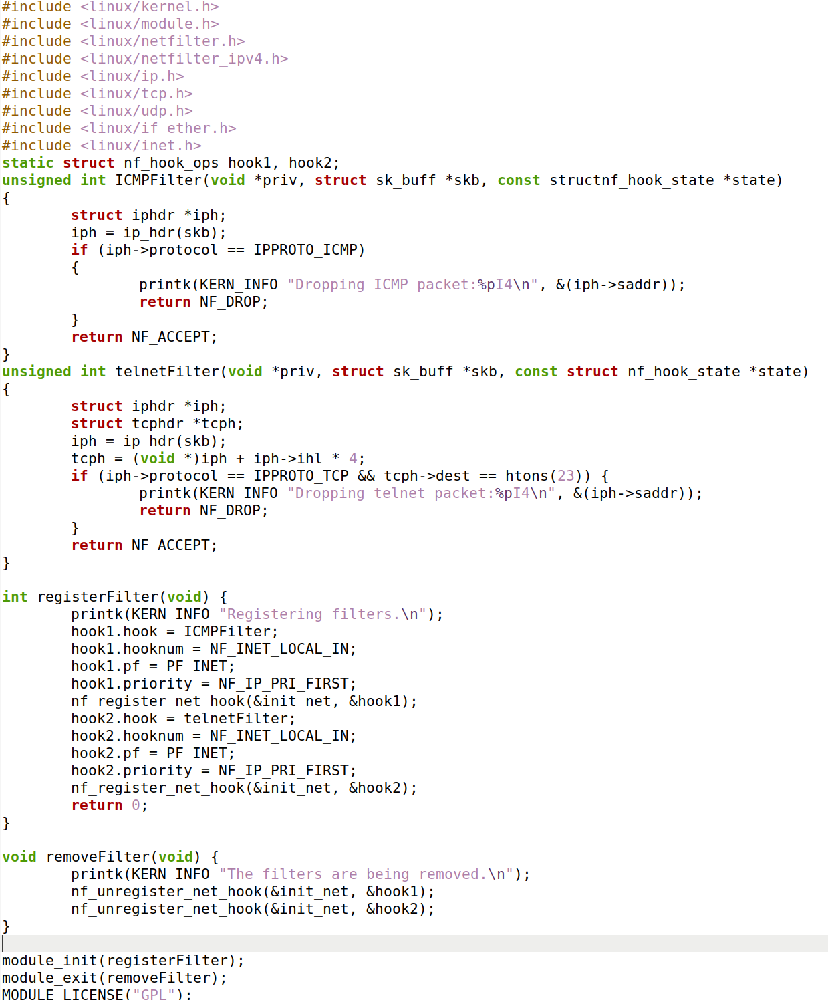 #include <linux/kernel.h>
#include <linux/module.h>
#include <linux/netfilter.h>
#include <linux/netfilter_ipv4.h>
#include <linux/ip.h>
#include <linux/tcp.h>
#include <linux/udp.h>
#include <linux/if_ether.h>
#include <linux/inet.h>
static struct nf_hook_ops hook1, hook2;
unsigned int ICMPFilter(void *priv, struct sk_buff *skb, const structnf_hook_state *state)
{
        struct iphdr *iph;
        iph = ip_hdr(skb);
        if (iph->protocol == IPPROTO_ICMP)
        {
                printk(KERN_INFO "Dropping ICMP packet:%pI4\n", &(iph->saddr));
                return NF_DROP;
        }
        return NF_ACCEPT;
}
unsigned int telnetFilter(void *priv, struct sk_buff *skb, const struct nf_hook_state *state)
{
        struct iphdr *iph;
        struct tcphdr *tcph;
        iph = ip_hdr(skb);
        tcph = (void *)iph + iph->ihl * 4;
        if (iph->protocol == IPPROTO_TCP && tcph->dest == htons(23)) {
                printk(KERN_INFO "Dropping telnet packet:%pI4\n", &(iph->saddr));
                return NF_DROP;
        }
        return NF_ACCEPT;
}

int registerFilter(void) {
        printk(KERN_INFO "Registering filters.\n");
        hook1.hook = ICMPFilter;
        hook1.hooknum = NF_INET_LOCAL_IN;
        hook1.pf = PF_INET;
        hook1.priority = NF_IP_PRI_FIRST;
        nf_register_net_hook(&init_net, &hook1);
        hook2.hook = telnetFilter;
        hook2.hooknum = NF_INET_LOCAL_IN;
        hook2.pf = PF_INET;
        hook2.priority = NF_IP_PRI_FIRST;
        nf_register_net_hook(&init_net, &hook2);
        return 0;
}

void removeFilter(void) {
        printk(KERN_INFO "The filters are being removed.\n");
        nf_unregister_net_hook(&init_net, &hook1);
        nf_unregister_net_hook(&init_net, &hook2);
}

module_init(registerFilter);
module_exit(removeFilter);
MODULE_LICENSE("GPL");